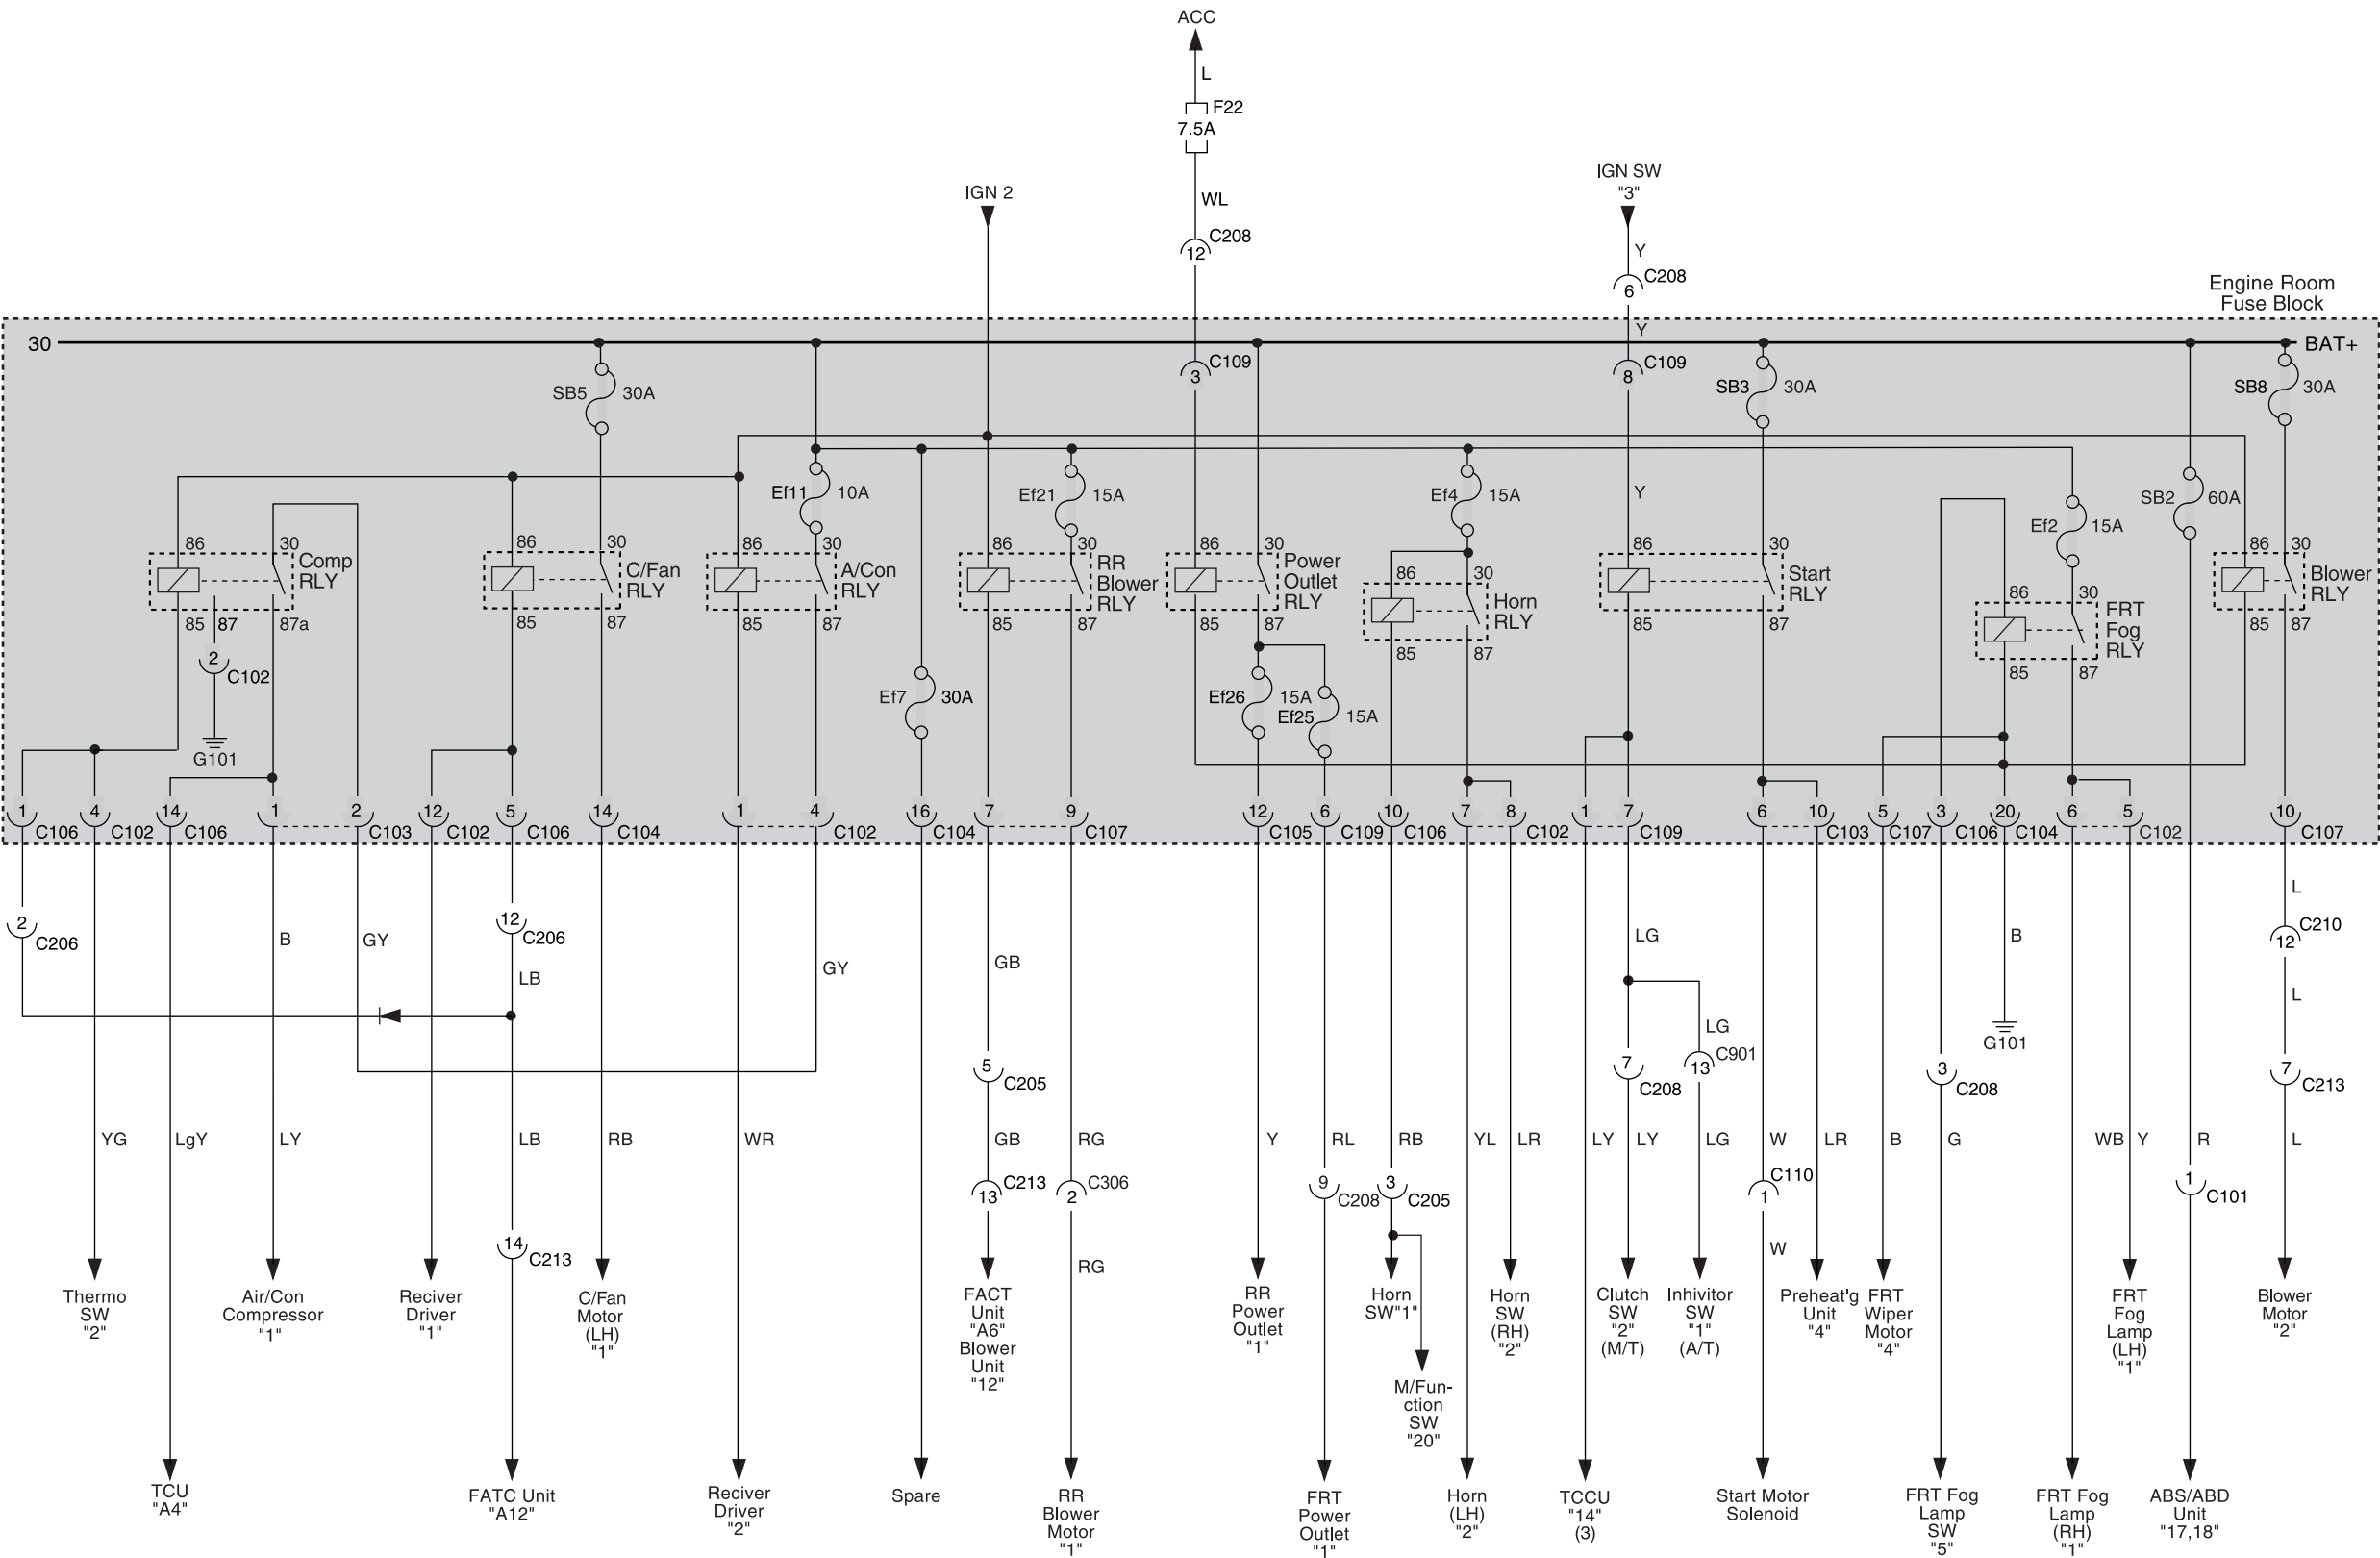 ACC
L
F22
7.5A
WL
C208
12
IGN 2
IGN SW
"3"
Y
C208
6
Y
Engine Room
Fuse Block
30
BAT+
C109
3
C109
8
SB5 30A
SB3 30A
SB8 30A
Ef11 10A
Ef21 15A
Ef4 15A
Y
SB2 60A
Ef2 15A
86 30
Comp
RLY
85 87 87a
86 30
C/Fan
RLY
85 87
86 30
A/Con
RLY
85 87
86 30
RR
Blower
RLY
85 87
86 30
Power
Outlet
RLY
85 87
86 30
Horn
RLY
85 87
86 30
Start
RLY
85 87
86 30
FRT
Fog
RLY
85 87
86 30
Blower
RLY
85 87
2
C102
G101
Ef7 30A
Ef26 15A
Ef25 15A
1 4 14 1 2 12 5 14 1 4 16 7 9 12 6 10 7 8 1 7 6 10 5 3 20 6 5 10
C106 C102 C106 C103 C102 C106 C104 C102 C104 C107 C105 C109 C106 C102 C109 C103 C107 C106 C104 C102 C107
2
C206
B
GY
12
C206
LB
GY
GB
LG
B
L
C210
12
L
LG
C901
13
G101
5
C205
7
C208
3
C208
7
C213
YG LgY LY LB RB WR GB RG Y RL RB YL LR LY LY LG W LR B G WB Y R L
C213
13
C306
2
9
C208
3
C205
C110
1
1
C101
14
C213
RG
W
Thermo
SW
"2"
Air/Con
Compressor
"1"
Reciver
Driver
"1"
C/Fan
Motor
(LH)
"1"
FACT
Unit
"A6"
Blower
Unit
"12"
RR
Power
Outlet
"1"
Horn
SW"1"
M/Fun-
ction
SW
"20"
Horn
SW
(RH)
"2"
Clutch
SW
"2"
(M/T)
Inhivitor
SW
"1"
(A/T)
Preheat'g
Unit
"4"
FRT
Wiper
Motor
"4"
FRT
Fog
Lamp
(LH)
"1"
Blower
Motor
"2"
TCU
"A4"
FATC Unit
"A12"
Reciver
Driver
"2"
Spare
RR
Blower
Motor
"1"
FRT
Power
Outlet
"1"
Horn
(LH)
"2"
TCCU
"14"
(3)
Start Motor
Solenoid
FRT Fog
Lamp
SW
"5"
FRT Fog
Lamp
(RH)
"1"
ABS/ABD
Unit
"17,18"